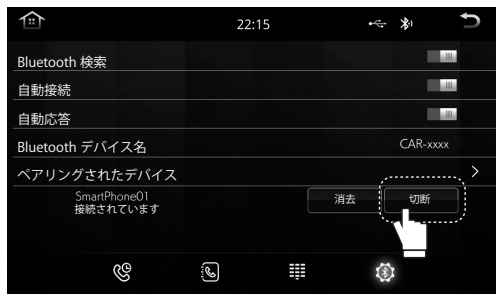 22:15
Bluetooth 検索
自動接続
自動応答
Bluetooth デバイス名 CAR-xxxx
ペアリングされたデバイス
SmartPhone01
接続されています
消去 切断